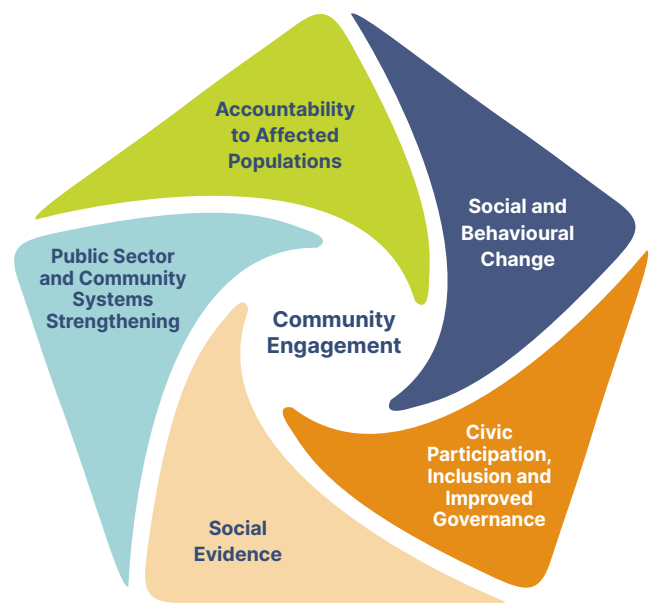 Accountability
to Affected
Populations
Social and
Behavioural
Change
Public Sector
and Community
Systems
Strengthening
Community
Engagement
Civic
Participation,
Inclusion and
Improved
Governance
Social
Evidence